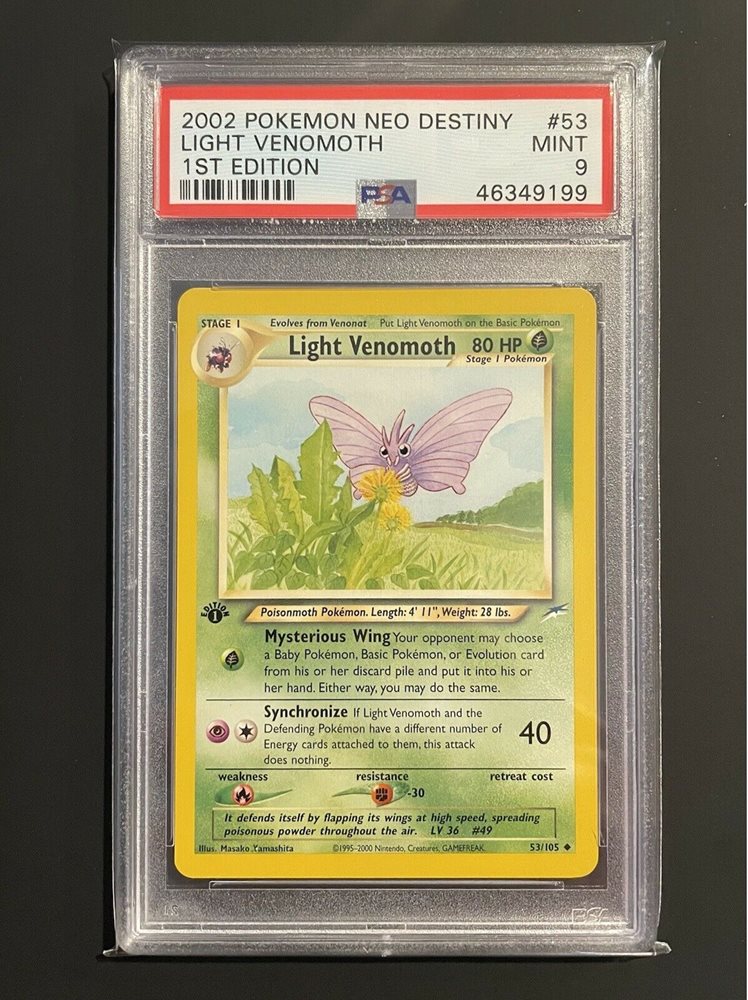 2002 POKEMON NEO DESTINY #53
LIGHT VENOMOTH MINT
1ST EDITION 9
PSA 46349199
STAGE 1 Evolves from Venonat Put Light Venomoth on the Basic Pokémon
Light Venomoth 80 HP
Stage 1 Pokémon
EDITION
1
Poisonmoth Pokémon. Length: 4' 11", Weight: 28 lbs.
Mysterious Wing Your opponent may choose
a Baby Pokémon, Basic Pokémon, or Evolution card
from his or her discard pile and put it into his or
her hand. Either way, you may do the same.
Synchronize If Light Venomoth and the
Defending Pokémon have a different number of
Energy cards attached to them, this attack
does nothing.
40
weakness resistance retreat cost
-30
It defends itself by flapping its wings at high speed, spreading
poisonous powder throughout the air. LV 36 #49
Illus. Masako Yamashita ©1995-2000 Nintendo, Creatures, GAMEFREAK. 53/105
PSA